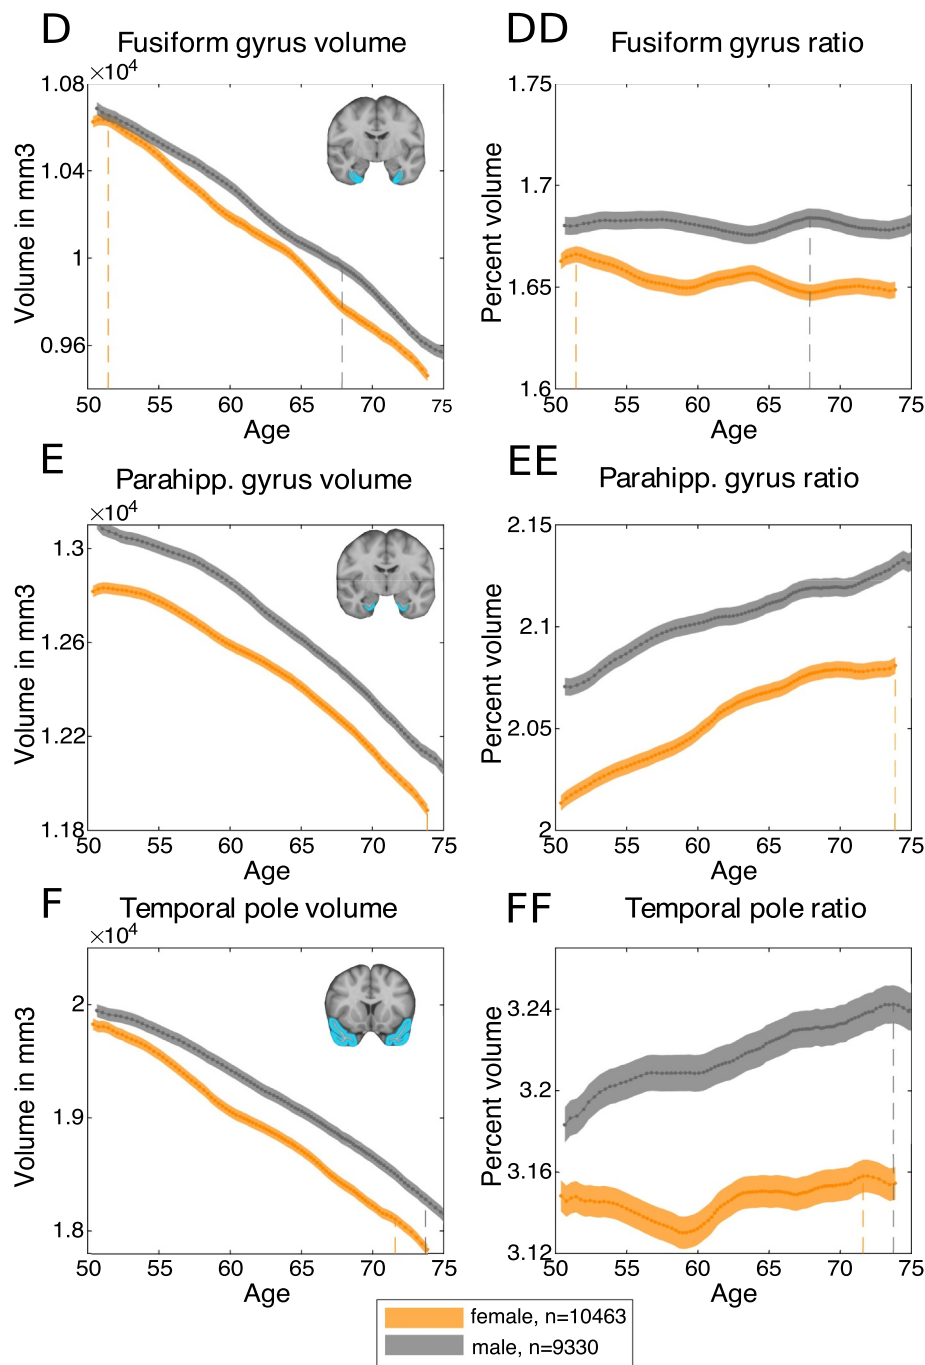 D
Fusiform gyrus volume
×10⁴
1.08
1.04
1
0.96
Volume in mm3
50 55 60 65 70 75
Age
DD
Fusiform gyrus ratio
1.75
1.7
1.65
1.6
Percent volume
50 55 60 65 70 75
Age
E
Parahipp. gyrus volume
×10⁴
1.3
1.26
1.22
1.18
Volume in mm3
50 55 60 65 70 75
Age
EE
Parahipp. gyrus ratio
2.15
2.1
2.05
2
Percent volume
50 55 60 65 70 75
Age
F
Temporal pole volume
×10⁴
2
1.9
1.8
Volume in mm3
50 55 60 65 70 75
Age
FF
Temporal pole ratio
3.24
3.2
3.16
3.12
Percent volume
50 55 60 65 70 75
Age
female, n=10463
male, n=9330